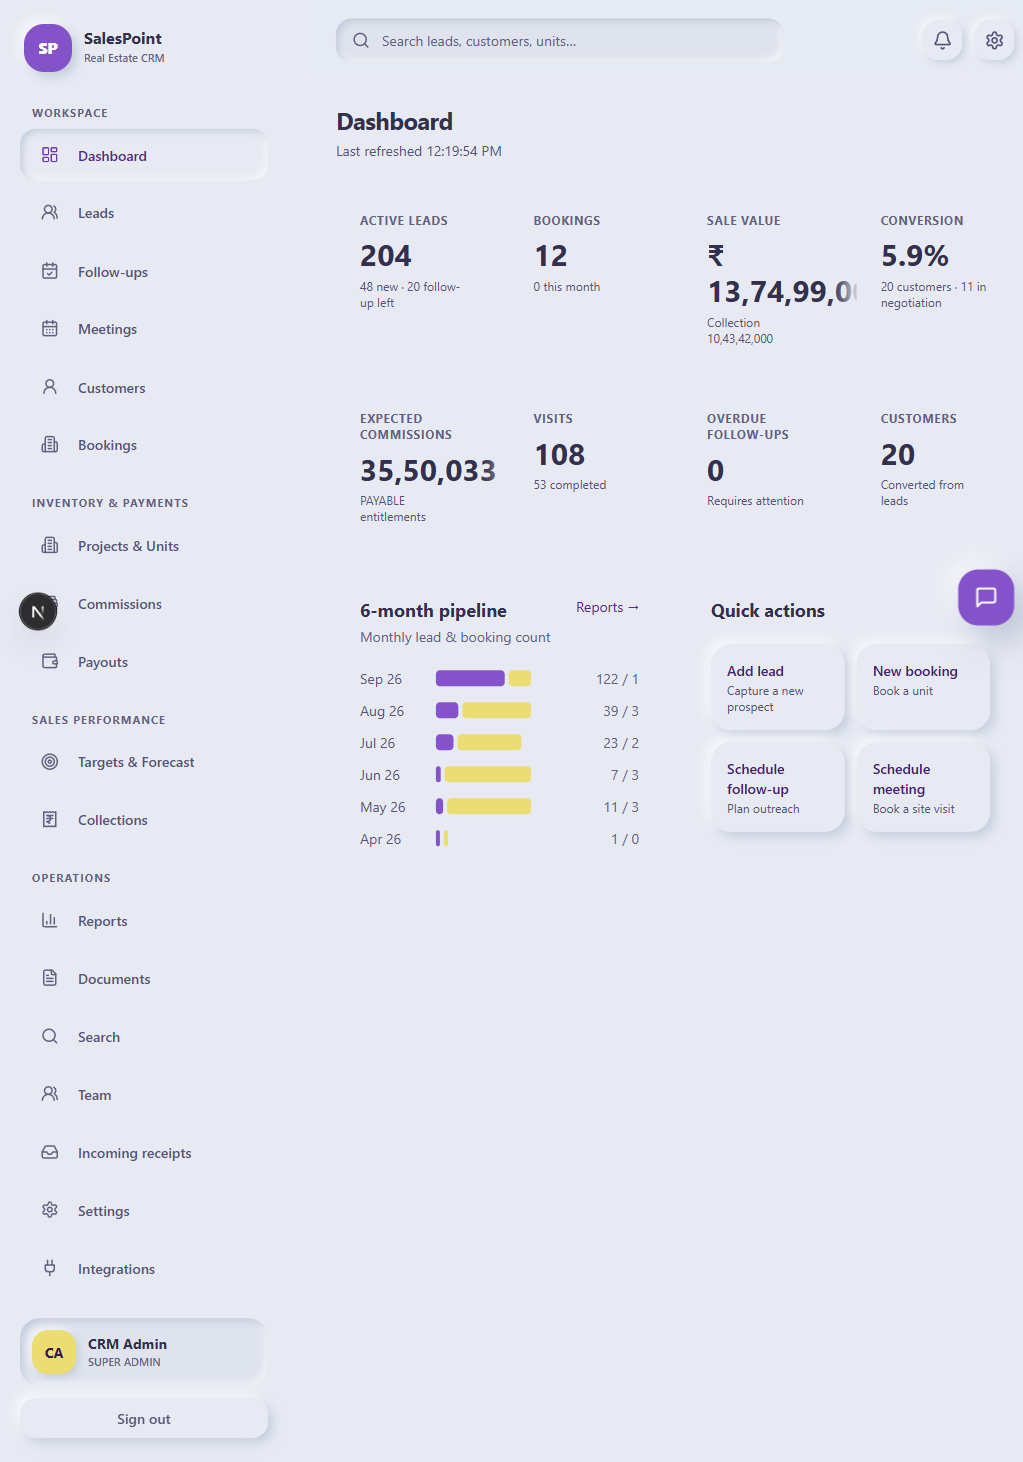 SP
SalesPoint
Real Estate CRM
WORKSPACE
Dashboard
Leads
Follow-ups
Meetings
Customers
Bookings
INVENTORY & PAYMENTS
Projects & Units
N
Commissions
Payouts
SALES PERFORMANCE
Targets & Forecast
Collections
OPERATIONS
Reports
Documents
Search
Team
Incoming receipts
Settings
Integrations
CA
CRM Admin
SUPER ADMIN
Sign out
Search leads, customers, units...
Dashboard
Last refreshed 12:19:54 PM
ACTIVE LEADS
204
48 new · 20 follow-
up left
BOOKINGS
12
0 this month
SALE VALUE
₹
13,74,99,0
Collection
10,43,42,000
CONVERSION
5.9%
20 customers · 11 in
negotiation
EXPECTED
COMMISSIONS
35,50,033
PAYABLE
entitlements
VISITS
108
53 completed
OVERDUE
FOLLOW-UPS
0
Requires attention
CUSTOMERS
20
Converted from
leads
6-month pipeline
Reports →
Monthly lead & booking count
Sep 26 122 / 1
Aug 26 39 / 3
Jul 26 23 / 2
Jun 26 7 / 3
May 26 11 / 3
Apr 26 1 / 0
Quick actions
Add lead
Capture a new
prospect
New booking
Book a unit
Schedule
follow-up
Plan outreach
Schedule
meeting
Book a site visit